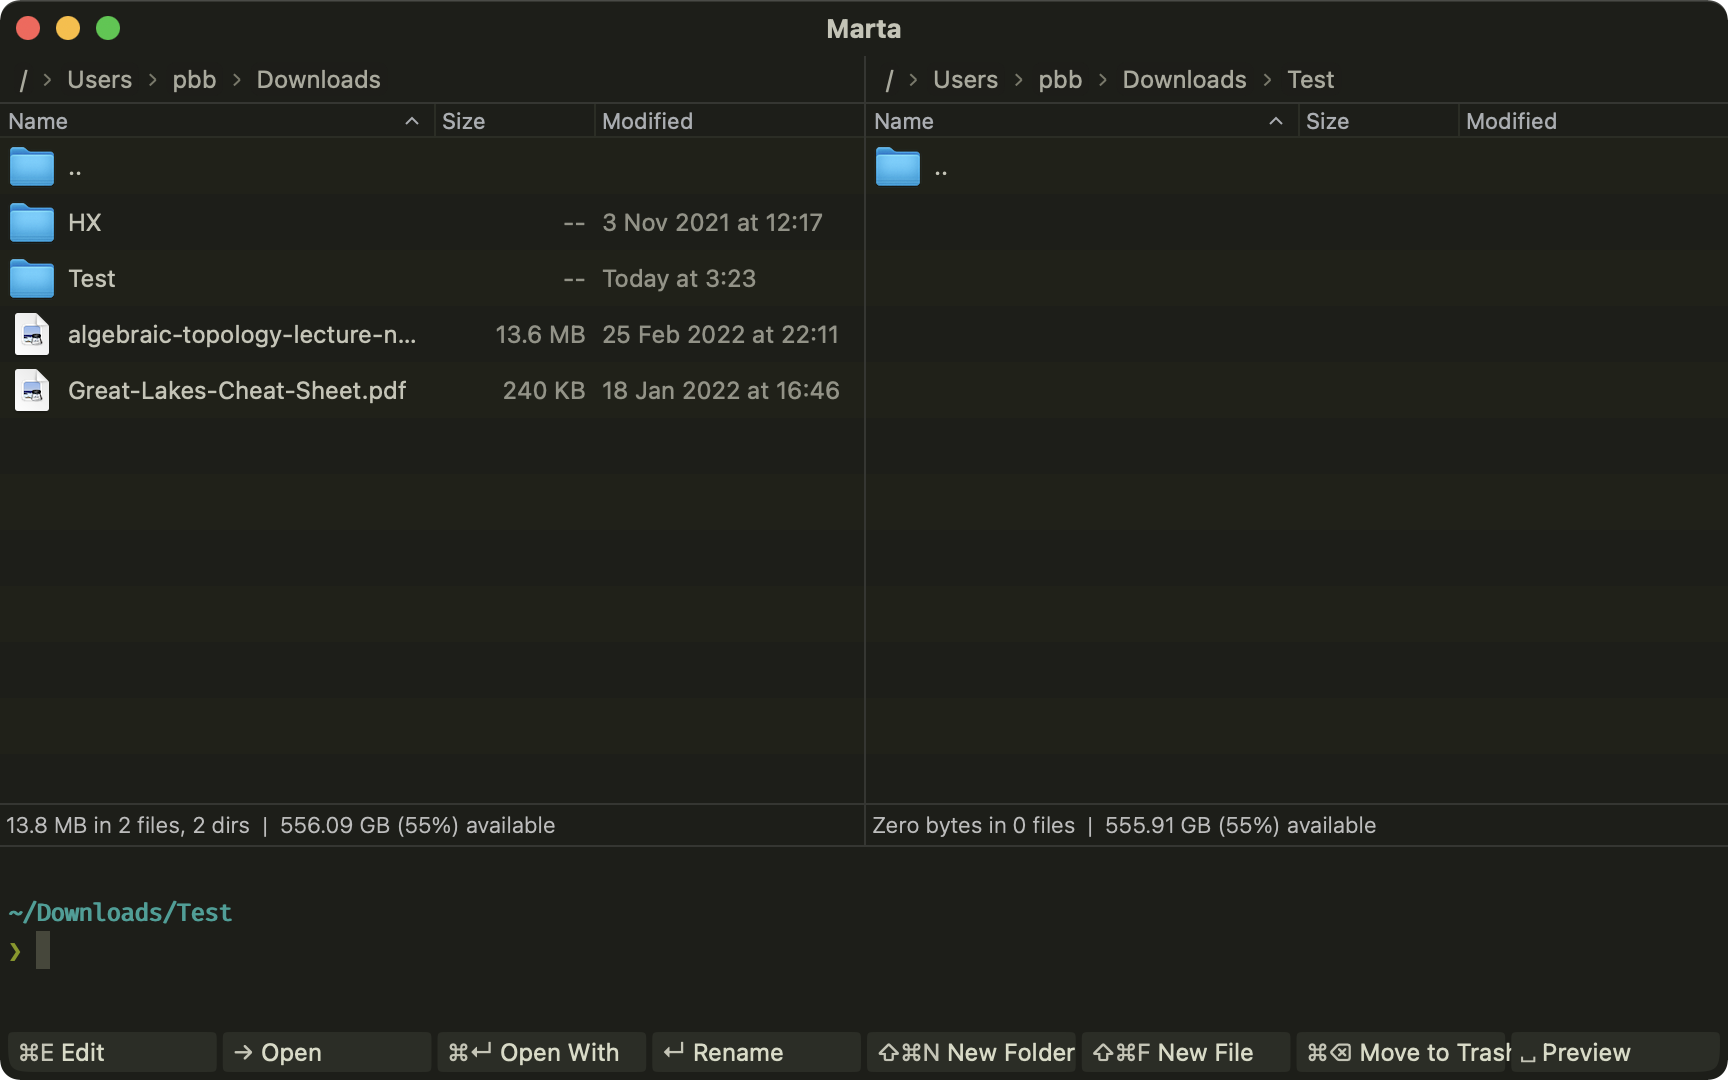 Marta
/ > Users > pbb > Downloads
/ > Users > pbb > Downloads > Test
Name Size Modified
Name Size Modified
..
HX -- 3 Nov 2021 at 12:17
Test -- Today at 3:23
algebraic-topology-lecture-n... 13.6 MB 25 Feb 2022 at 22:11
Great-Lakes-Cheat-Sheet.pdf 240 KB 18 Jan 2022 at 16:46
..
13.8 MB in 2 files, 2 dirs | 556.09 GB (55%) available
Zero bytes in 0 files | 555.91 GB (55%) available
~/Downloads/Test
❯
⌘E Edit → Open ⌘↵ Open With ↵ Rename ⇧⌘N New Folder ⇧⌘F New File ⌘⌫ Move to Trash ⎵ Preview